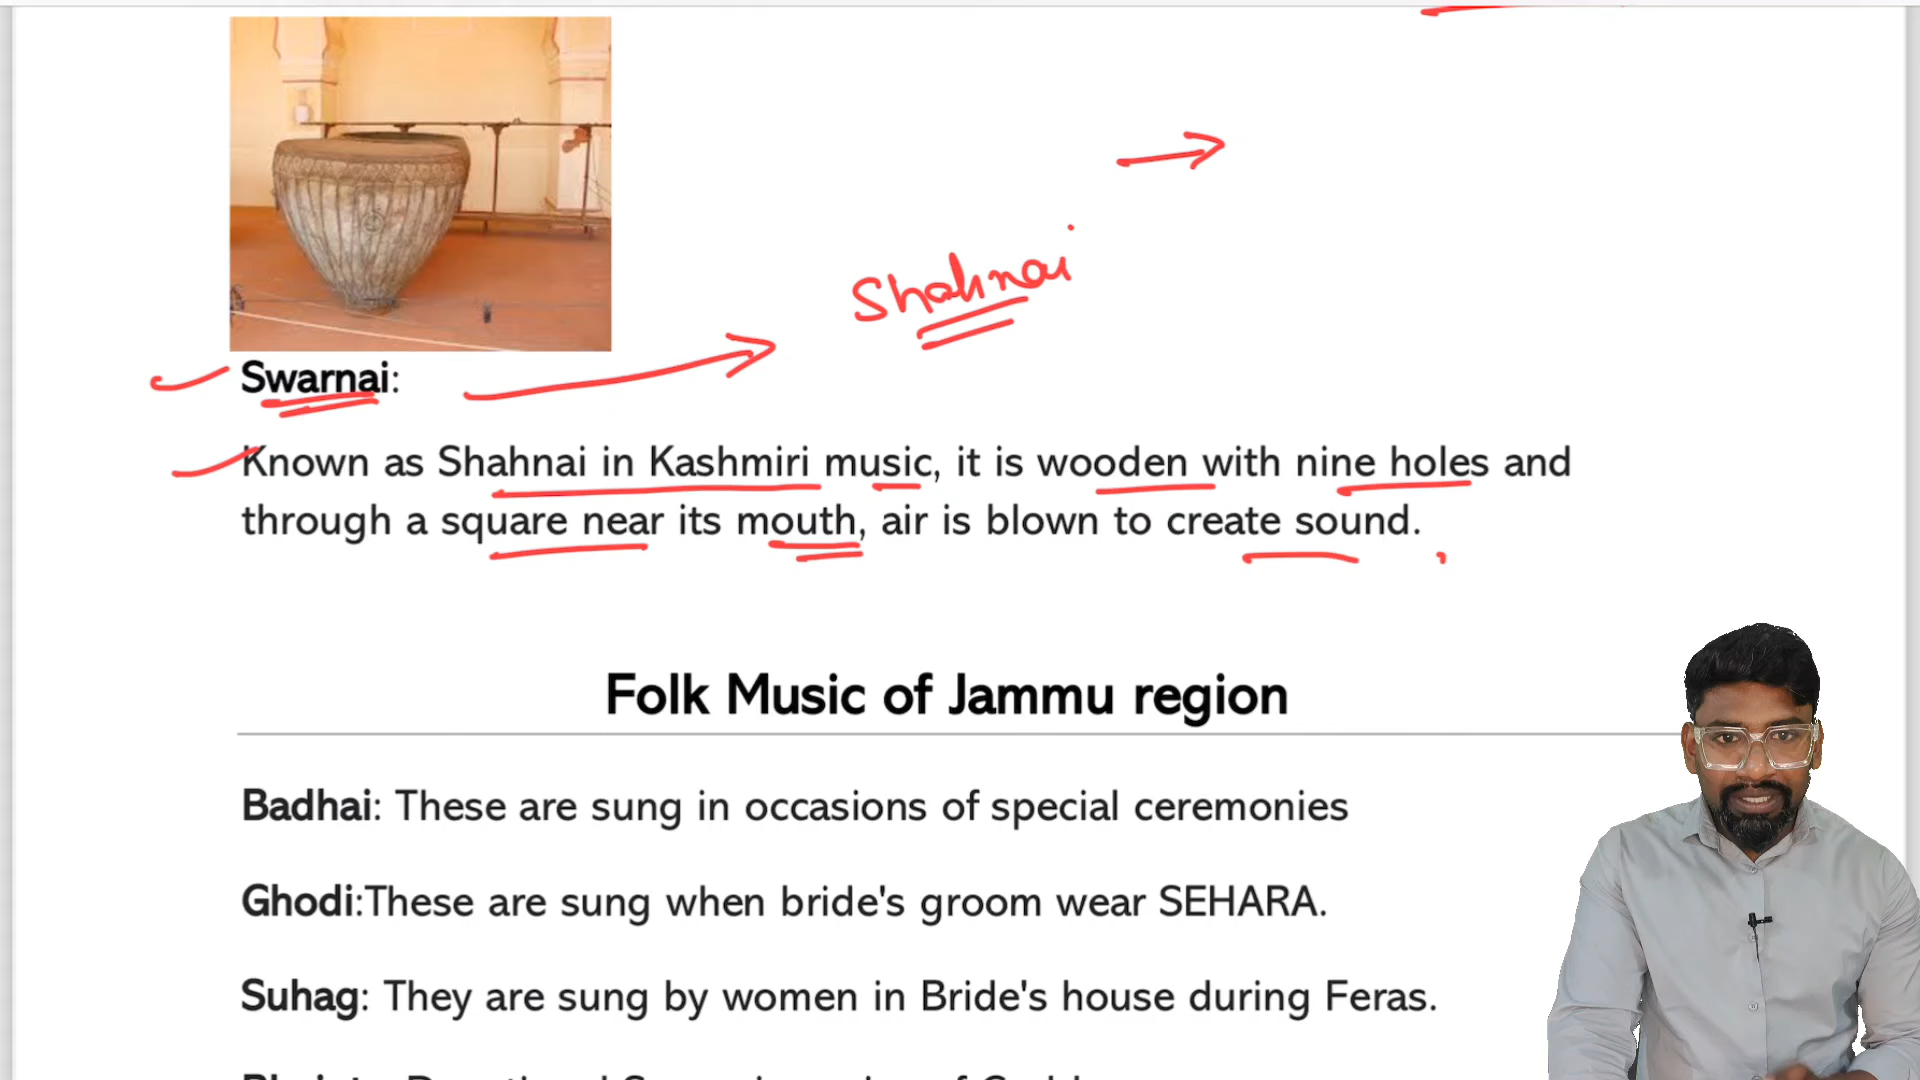 Shahnai
Swarnai:
Known as Shahnai in Kashmiri music, it is wooden with nine holes and
through a square near its mouth, air is blown to create sound.
Folk Music of Jammu region
Badhai: These are sung in occasions of special ceremonies
Ghodi:These are sung when bride's groom wear SEHARA.
Suhag: They are sung by women in Bride's house during Feras.